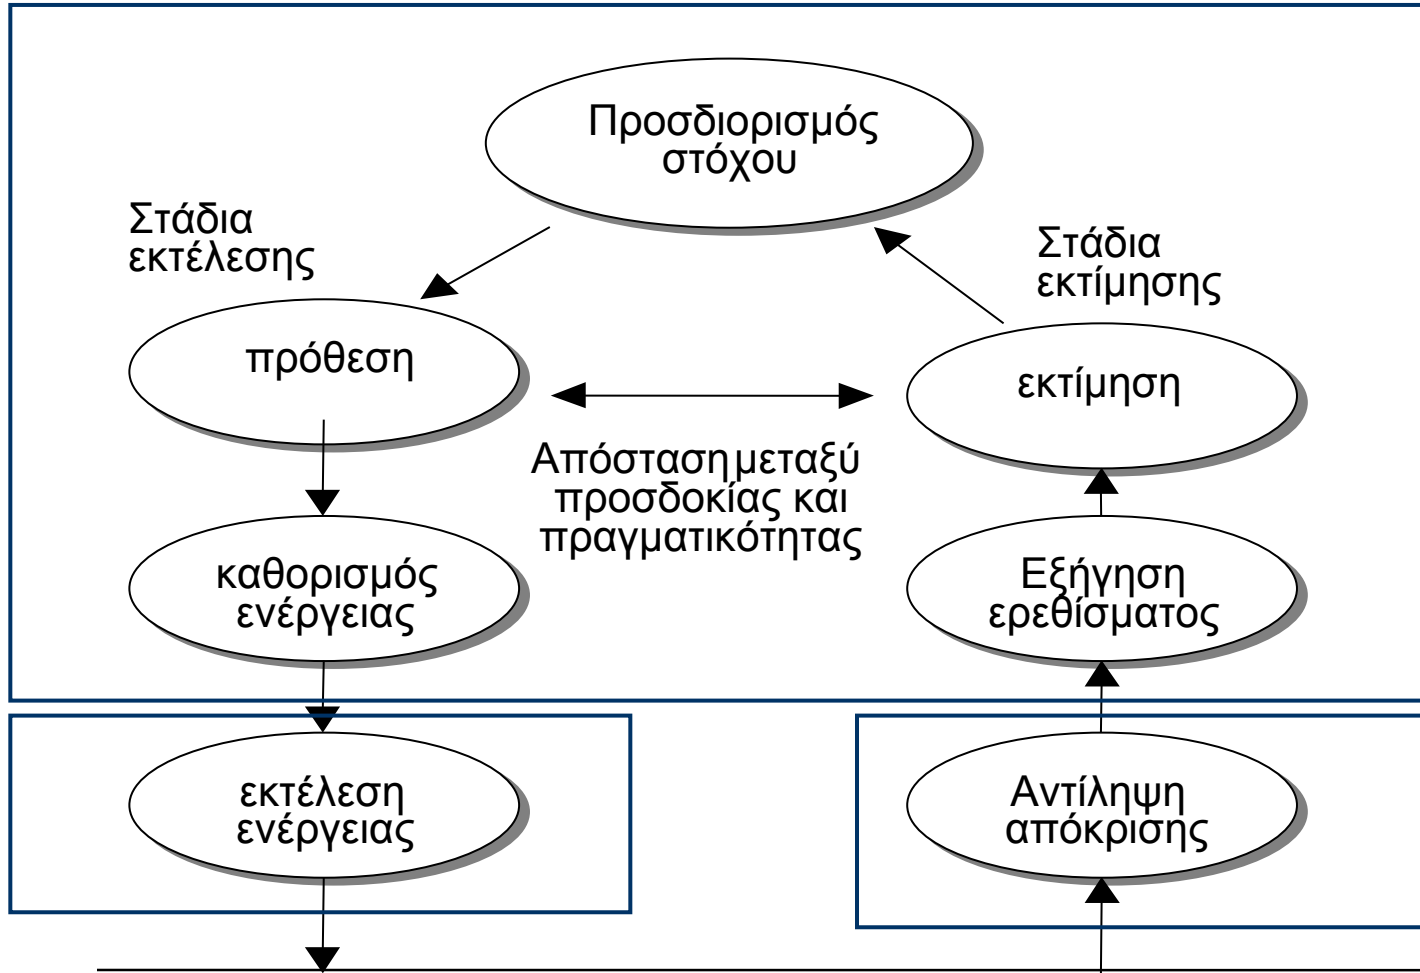 Προσδιορισμός
στόχου
Στάδια
εκτέλεσης
Στάδια
εκτίμησης
πρόθεση
εκτίμηση
Απόσταση μεταξύ
προσδοκίας και
πραγματικότητας
καθορισμός
ενέργειας
Εξήγηση
ερεθίσματος
εκτέλεση
ενέργειας
Αντίληψη
απόκρισης